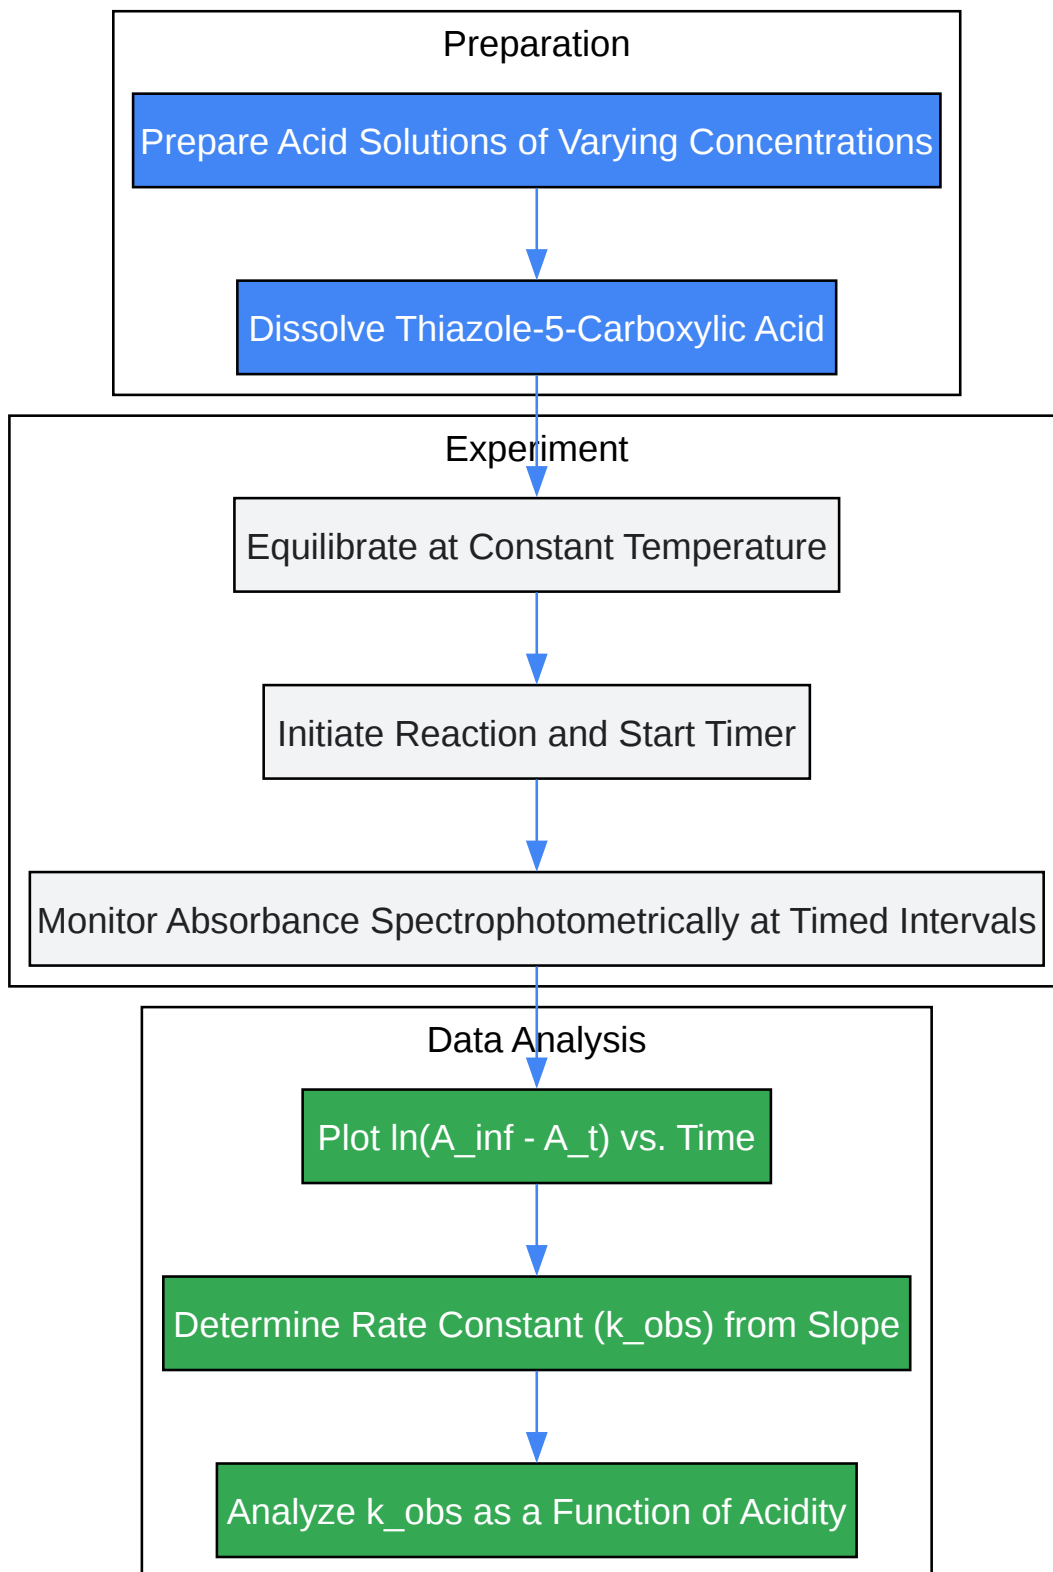 Preparation
Prepare Acid Solutions of Varying Concentrations
Dissolve Thiazole-5-Carboxylic Acid
Experiment
Equilibrate at Constant Temperature
Initiate Reaction and Start Timer
Monitor Absorbance Spectrophotometrically at Timed Intervals
Data Analysis
Plot ln(A_inf - A_t) vs. Time
Determine Rate Constant (k_obs) from Slope
Analyze k_obs as a Function of Acidity